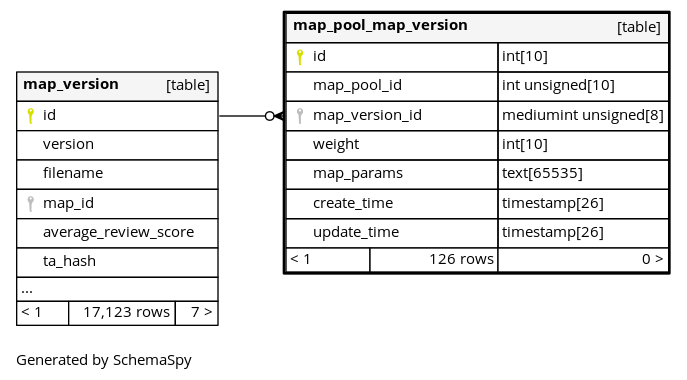 map_version [table]
id
version
filename
map_id
average_review_score
ta_hash
...
< 1 17,123 rows 7 >
map_pool_map_version [table]
id int[10]
map_pool_id int unsigned[10]
map_version_id mediumint unsigned[8]
weight int[10]
map_params text[65535]
create_time timestamp[26]
update_time timestamp[26]
< 1 126 rows 0 >
Generated by SchemaSpy